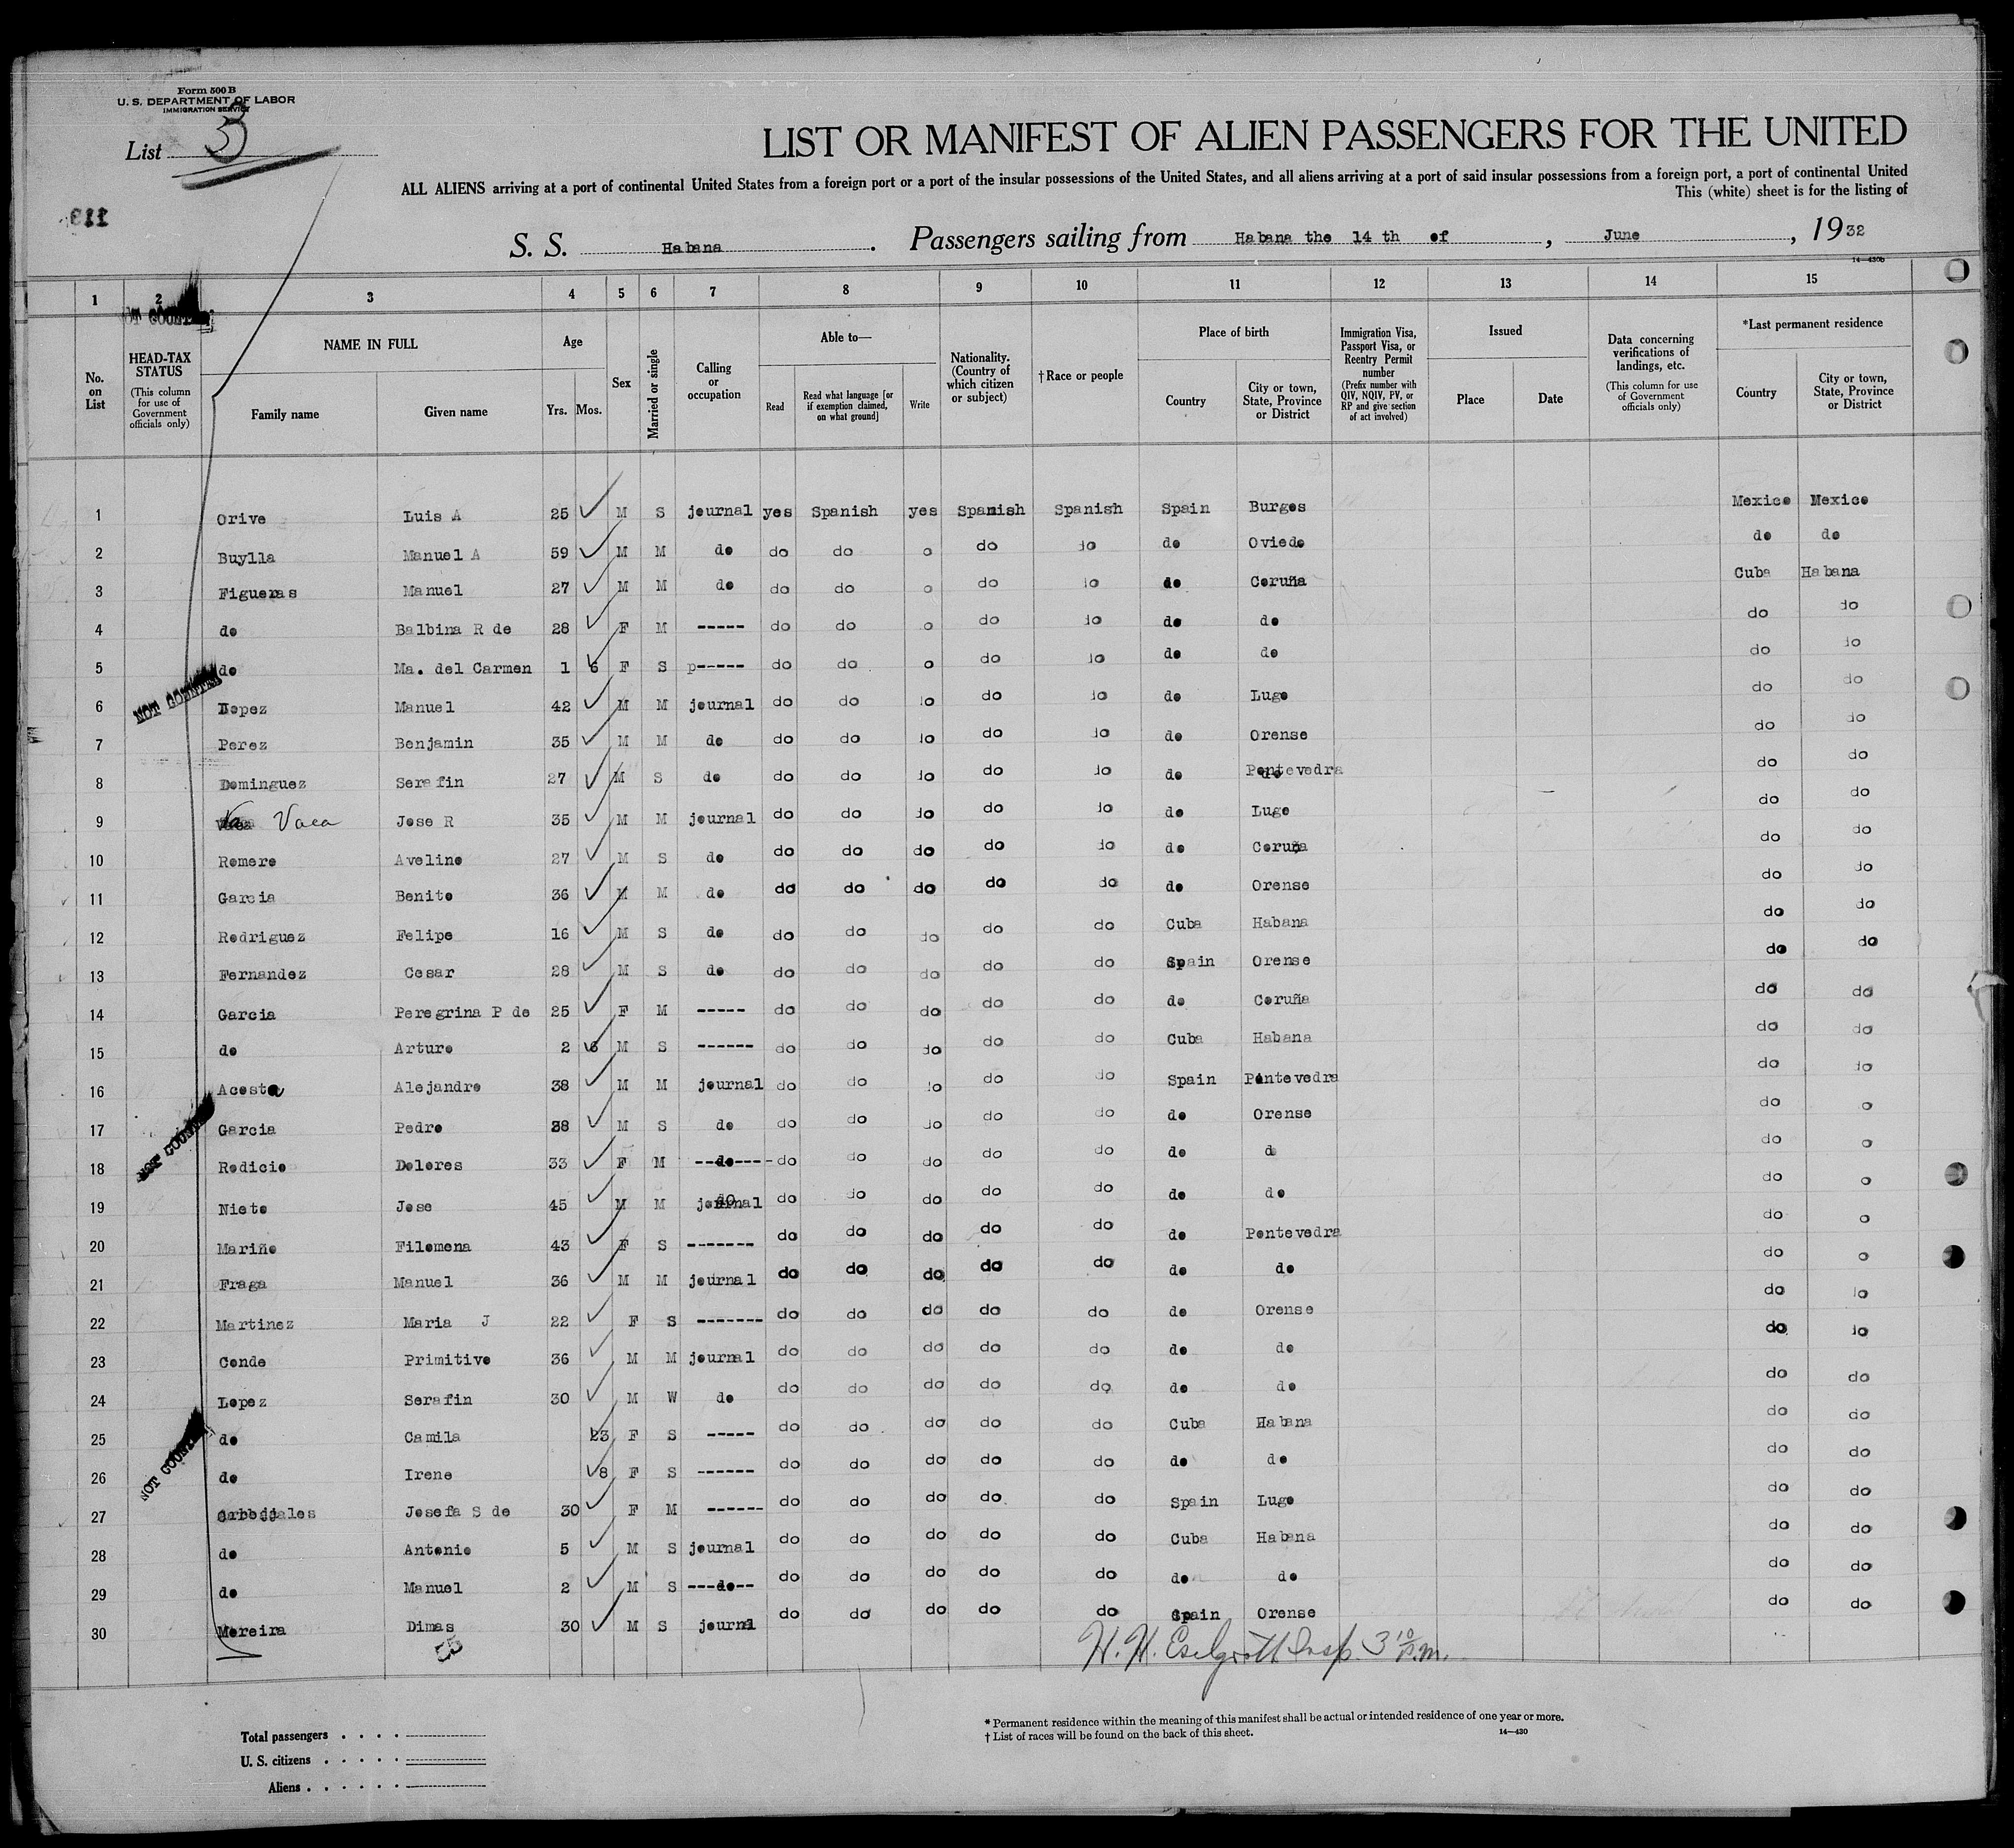 Form 500 B
U. S. DEPARTMENT OF LABOR
IMMIGRATION SERVICE
List 3
LIST OR MANIFEST OF ALIEN PASSENGERS FOR THE UNITED
ALL ALIENS arriving at a port of continental United States from a foreign port or a port of the insular possessions of the United States, and all aliens arriving at a port of said insular possessions from a foreign port, a port of continental United
This (white) sheet is for the listing of
113
S. S. Habana . Passengers sailing from Habana the 14 th of , June , 1932
14—430b
1 2 3 4 5 6 7 8 9 10 11 12 13 14 15
No. on List
HEAD-TAX STATUS (This column for use of Government officials only)
NAME IN FULL Family name Given name
Age Yrs. Mos.
Sex
Married or single
Calling or occupation
Able to— Read Read what language [or if exemption claimed, on what ground] Write
Nationality. (Country of which citizen or subject)
†Race or people
Place of birth Country City or town, State, Province or District
Immigration Visa, Passport Visa, or Reentry Permit number (Prefix number with QIV, NQIV, PV, or RP and give section of act involved)
Issued Place Date
Data concerning verifications of landings, etc. (This column for use of Government officials only)
*Last permanent residence Country City or town, State, Province or District
1 Orive Luis A 25 M S journal yes Spanish yes Spanish Spanish Spain Burgos Mexico Mexico
2 Buylla Manuel A 59 M M do do do o do do do Oviedo do do
3 Figueras Manuel 27 M M do do do o do do do Coruña Cuba Habana
4 do Balbina R de 28 F M ----- do do o do do do do do do
5 do Ma. del Carmen 1 6 F S p----- do do o do do do do do do
6 Lopez Manuel 42 M M journal do do do do do do Lugo do do
7 Perez Benjamin 35 M M do do do do do do do Orense do do
8 Dominguez Serafin 27 M S do do do do do do do Pontevedra do do
9 Vaca Jose R 35 M M journal do do do do do do Lugo do do
10 Romero Avelino 27 M S do do do do do do do Coruña do do
11 Garcia Benito 36 M M do do do do do do do Orense do do
12 Rodriguez Felipe 16 M S do do do do do do Cuba Habana do do
13 Fernandez Cesar 28 M S do do do do do do Spain Orense do do
14 Garcia Peregrina P de 25 F M ----- do do do do do do Coruña do do
15 do Arturo 2 6 M S ------ do do do do do Cuba Habana do do
16 Acosta Alejandro 38 M M journal do do do do do Spain Pontevedra do do
17 Garcia Pedro 38 M S do do do do do do do Orense do o
18 Rodicio Dolores 33 F M --do---- do do do do do do d do o
19 Nieto Jose 45 M M journal do do do do do do do do o
20 Mariño Filomena 43 F S ------- do do do do do do Pontevedra do o
21 Fraga Manuel 36 M M journal do do do do do do do do o
22 Martinez Maria J 22 F S ------- do do do do do do Orense do do
23 Conde Primitivo 36 M M journal do do do do do do do do do
24 Lopez Serafin 30 M W do do do do do do do do do do
25 do Camila 23 F S ----- do do do do do Cuba Habana do do
26 do Irene 8 F S ------ do do do do do do do do do
27 Josefa S de 30 F M ------ do do do do do Spain Lugo do do
28 do Antonio 5 M S journal do do do do do Cuba Habana do do
29 do Manuel 2 M S ---do-- do do do do do do do do do
30 Moreira Dimas 30 M S journal do do do do do Spain Orense do do
NOT COUNTED
NOT COUNTED
NOT COUNTED
NOT COUNTED
H. H. Insp. 3 10 P.m.
Total passengers . . . .
U. S. citizens . . . . .
Aliens . . . . . .
* Permanent residence within the meaning of this manifest shall be actual or intended residence of one year or more.
† List of races will be found on the back of this sheet.
14—430